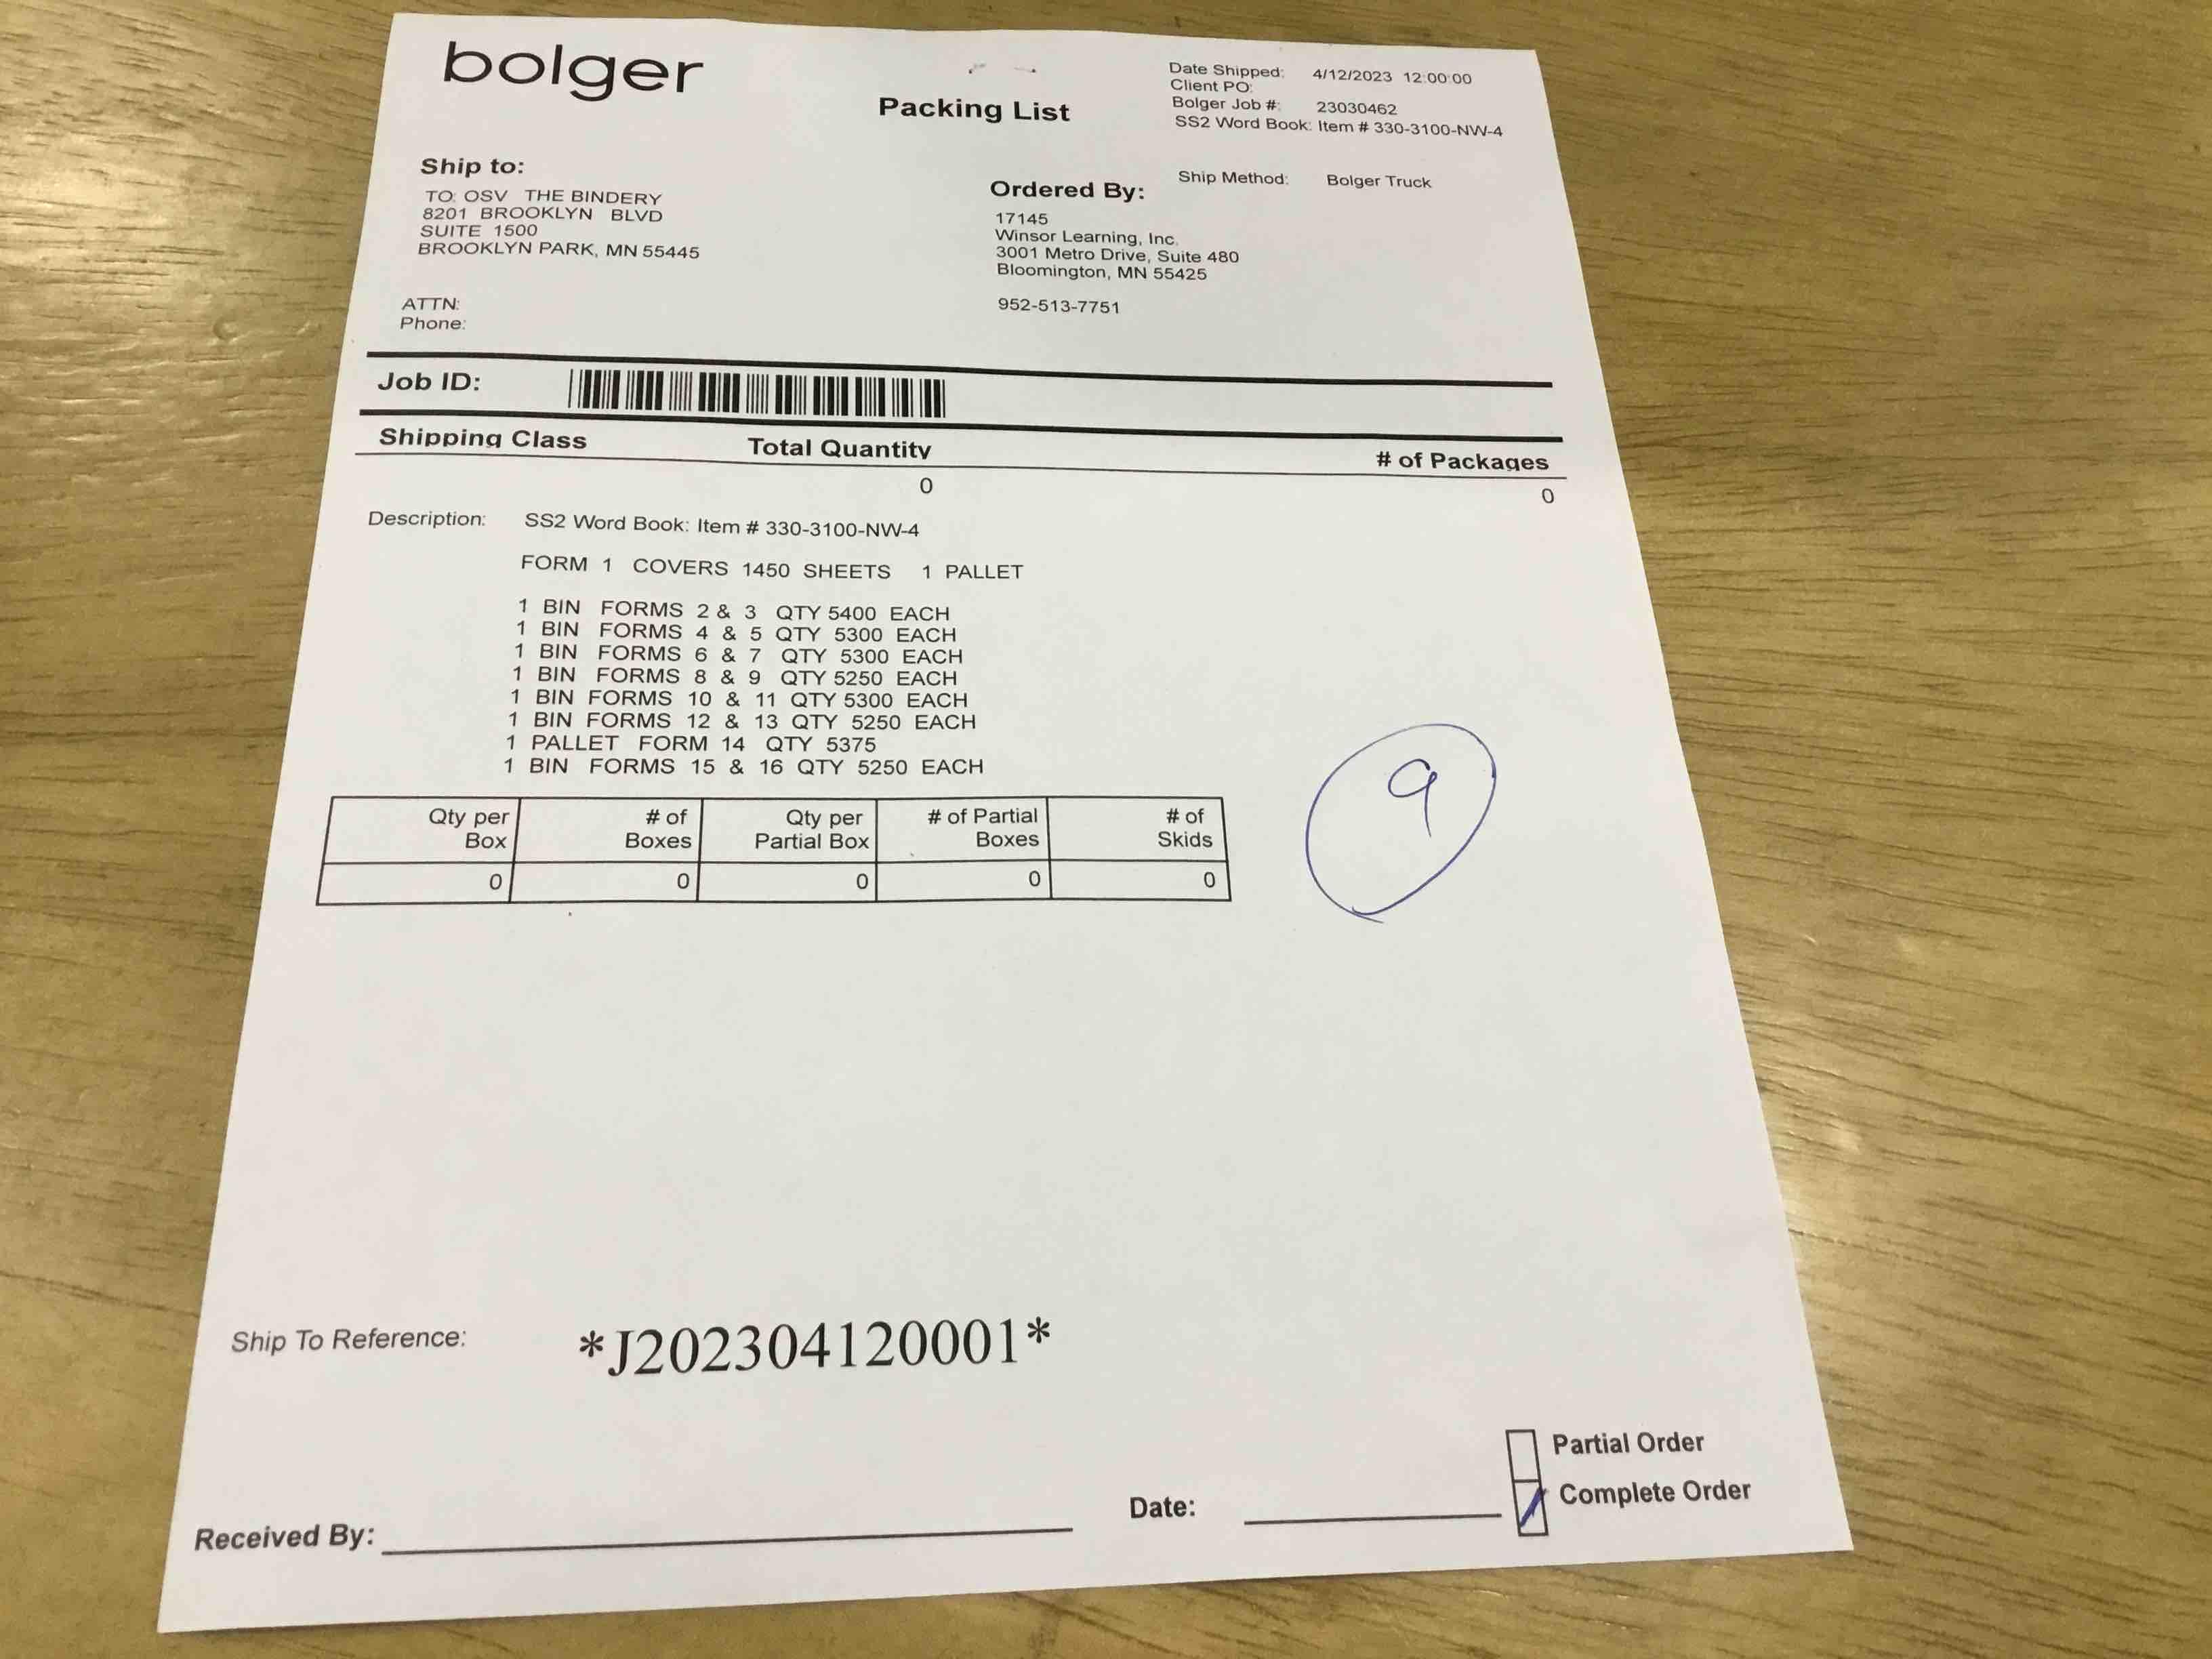 bolger
Packing List
Date Shipped: 4/12/2023 12:00:00
Client PO:
Bolger Job #: 23030462
SS2 Word Book: Item # 330-3100-NW-4
Ship Method: Bolger Truck
Ship to:
TO: OSV THE BINDERY
8201 BROOKLYN BLVD
SUITE 1500
BROOKLYN PARK, MN 55445
ATTN:
Phone:
Ordered By:
17145
Winsor Learning, Inc.
3001 Metro Drive, Suite 480
Bloomington, MN 55425
952-513-7751
Job ID:
Shipping Class Total Quantity # of Packages
0 0
Description: SS2 Word Book: Item # 330-3100-NW-4
FORM 1 COVERS 1450 SHEETS 1 PALLET
1 BIN FORMS 2 & 3 QTY 5400 EACH
1 BIN FORMS 4 & 5 QTY 5300 EACH
1 BIN FORMS 6 & 7 QTY 5300 EACH
1 BIN FORMS 8 & 9 QTY 5250 EACH
1 BIN FORMS 10 & 11 QTY 5300 EACH
1 BIN FORMS 12 & 13 QTY 5250 EACH
1 PALLET FORM 14 QTY 5375
1 BIN FORMS 15 & 16 QTY 5250 EACH
9
Qty per Box # of Boxes Qty per Partial Box # of Partial Boxes # of Skids
0 0 0 0 0
Ship To Reference: *J202304120001*
Partial Order
Complete Order
Received By: Date: